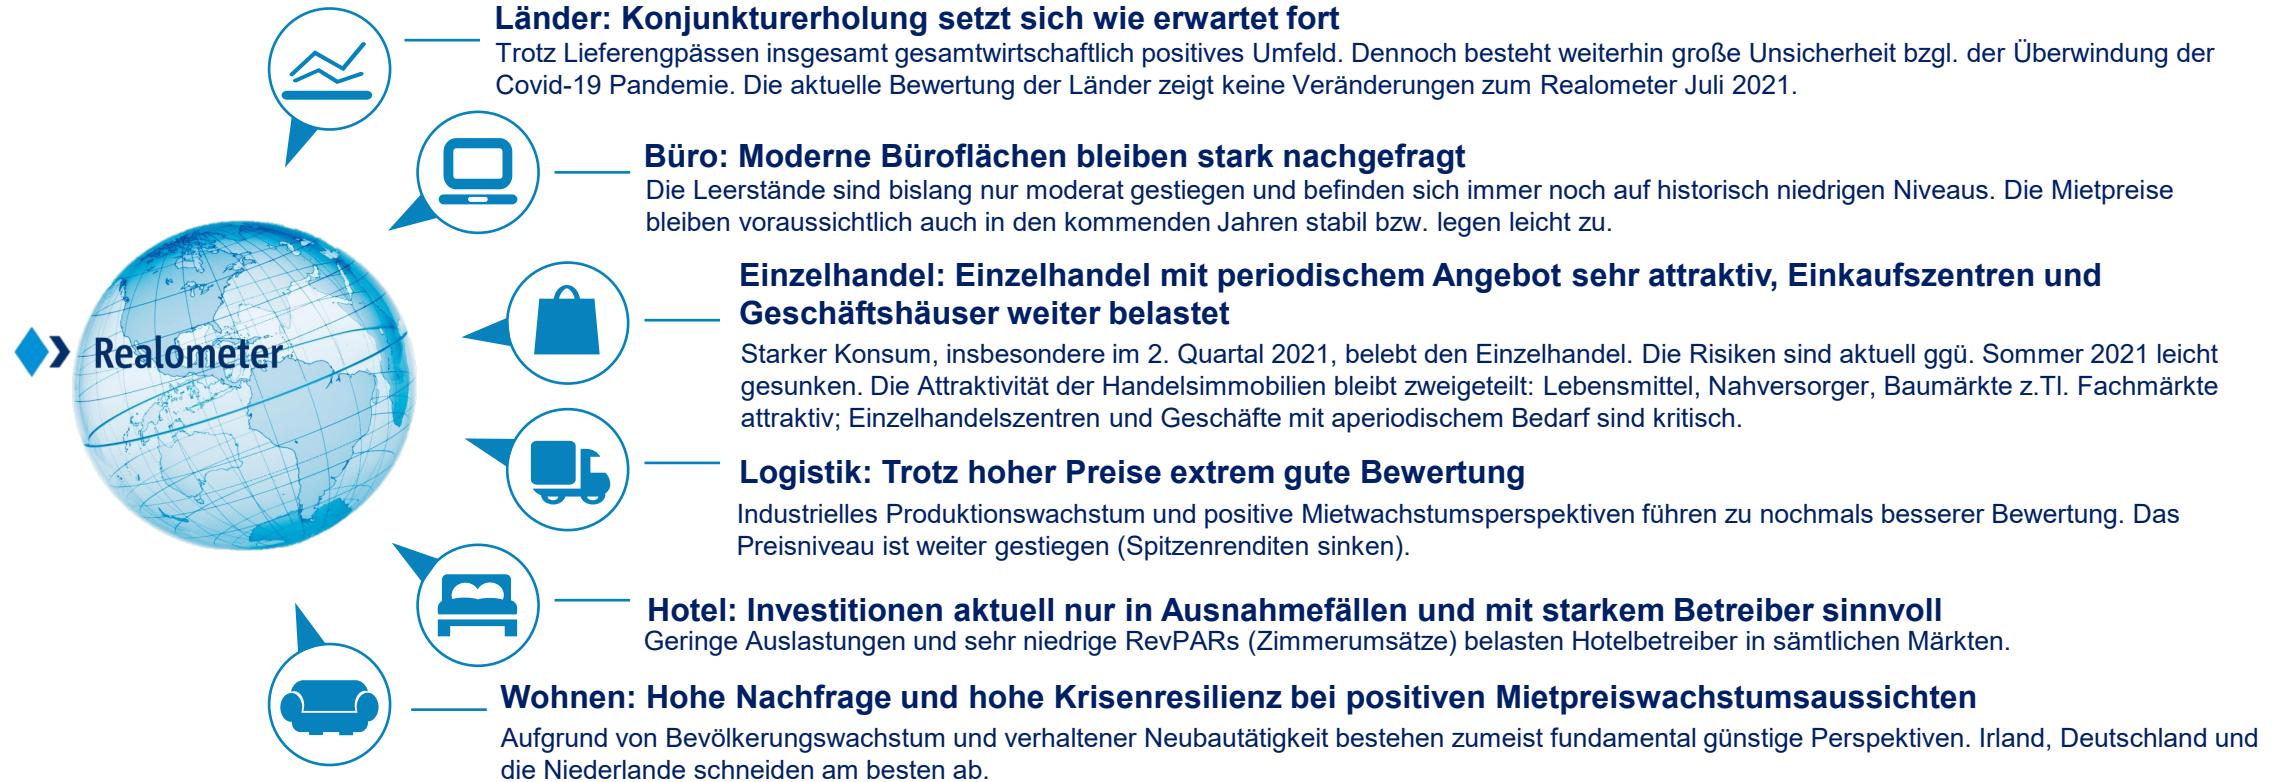 Länder: Konjunkturerholung setzt sich wie erwartet fort
Trotz Lieferengpässen insgesamt gesamtwirtschaftlich positives Umfeld. Dennoch besteht weiterhin große Unsicherheit bzgl. der Überwindung der
Covid-19 Pandemie. Die aktuelle Bewertung der Länder zeigt keine Veränderungen zum Realometer Juli 2021.
Büro: Moderne Büroflächen bleiben stark nachgefragt
Die Leerstände sind bislang nur moderat gestiegen und befinden sich immer noch auf historisch niedrigen Niveaus. Die Mietpreise
bleiben voraussichtlich auch in den kommenden Jahren stabil bzw. legen leicht zu.
Einzelhandel: Einzelhandel mit periodischem Angebot sehr attraktiv, Einkaufszentren und
Geschäftshäuser weiter belastet
Starker Konsum, insbesondere im 2. Quartal 2021, belebt den Einzelhandel. Die Risiken sind aktuell ggü. Sommer 2021 leicht
gesunken. Die Attraktivität der Handelsimmobilien bleibt zweigeteilt: Lebensmittel, Nahversorger, Baumärkte z.Tl. Fachmärkte
attraktiv; Einzelhandelszentren und Geschäfte mit aperiodischem Bedarf sind kritisch.
Realometer
Logistik: Trotz hoher Preise extrem gute Bewertung
Industrielles Produktionswachstum und positive Mietwachstumsperspektiven führen zu nochmals besserer Bewertung. Das
Preisniveau ist weiter gestiegen (Spitzenrenditen sinken).
Hotel: Investitionen aktuell nur in Ausnahmefällen und mit starkem Betreiber sinnvoll
Geringe Auslastungen und sehr niedrige RevPARs (Zimmerumsätze) belasten Hotelbetreiber in sämtlichen Märkten.
Wohnen: Hohe Nachfrage und hohe Krisenresilienz bei positiven Mietpreiswachstumsaussichten
Aufgrund von Bevölkerungswachstum und verhaltener Neubautätigkeit bestehen zumeist fundamental günstige Perspektiven. Irland, Deutschland und
die Niederlande schneiden am besten ab.